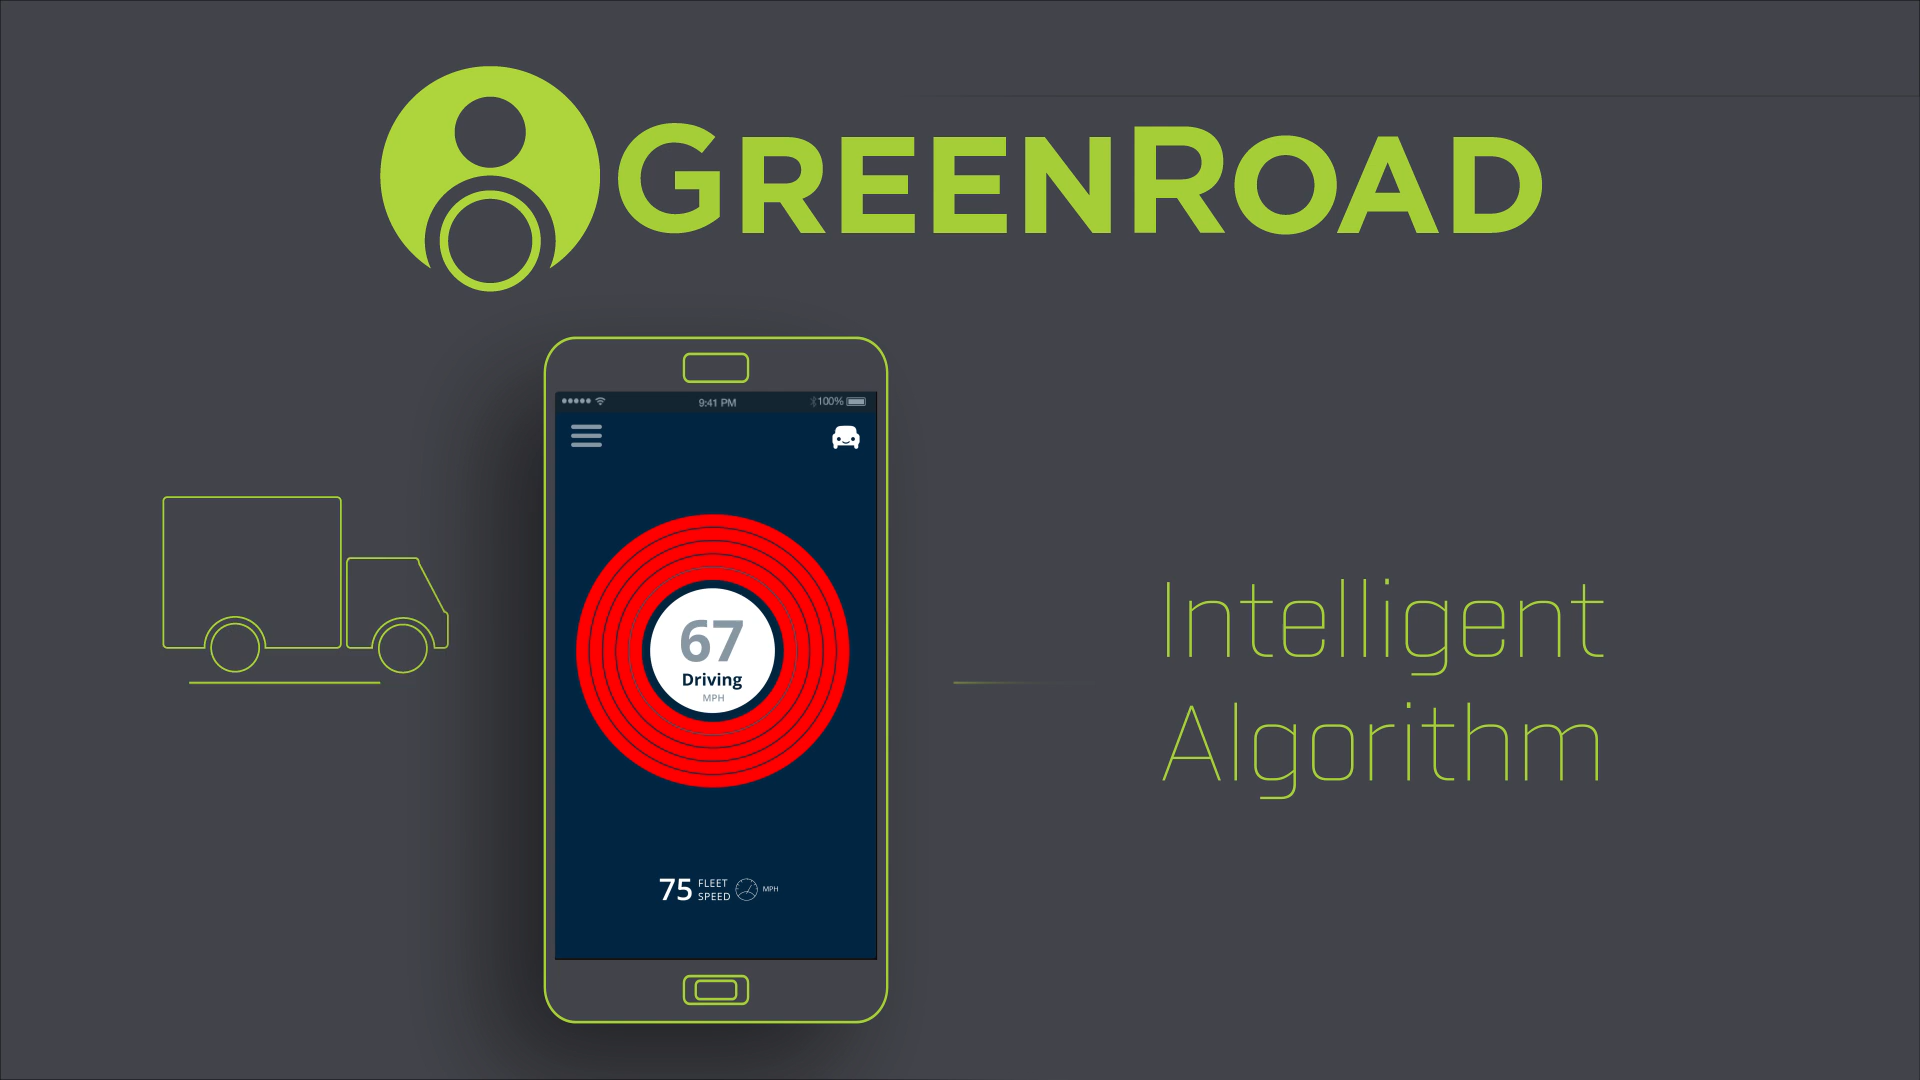 GREENROAD
9:41 PM
100%
67
Driving
MPH
75 FLEET SPEED MPH
Intelligent
Algorithm